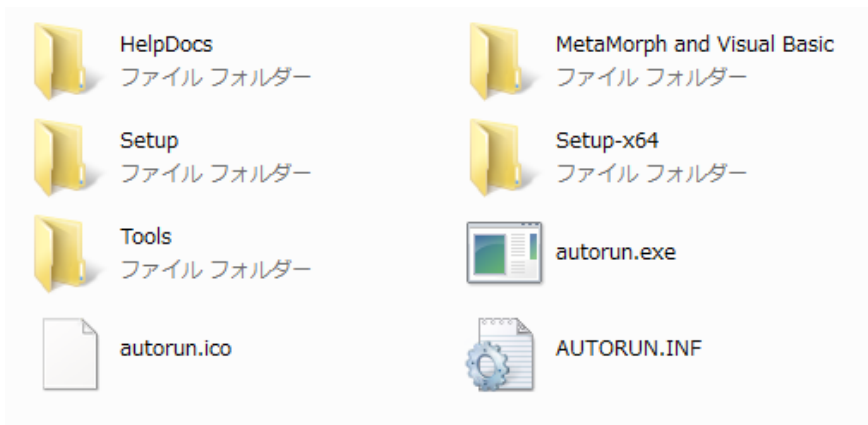 HelpDocs
ファイル フォルダー
MetaMorph and Visual Basic
ファイル フォルダー
Setup
ファイル フォルダー
Setup-x64
ファイル フォルダー
Tools
ファイル フォルダー
autorun.exe
autorun.ico
AUTORUN.INF